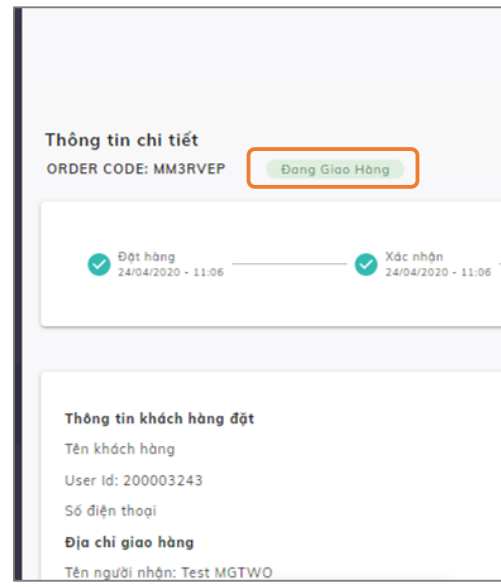 Thông tin chi tiết
ORDER CODE: MM3RVEP Đang Giao Hàng
Đặt hàng Xác nhận
24/04/2020 - 11:06 24/04/2020 - 11:06
Thông tin khách hàng đặt
Tên khách hàng
User Id: 200003243
Số điện thoại
Địa chỉ giao hàng
Tên người nhận: Test MGTWO